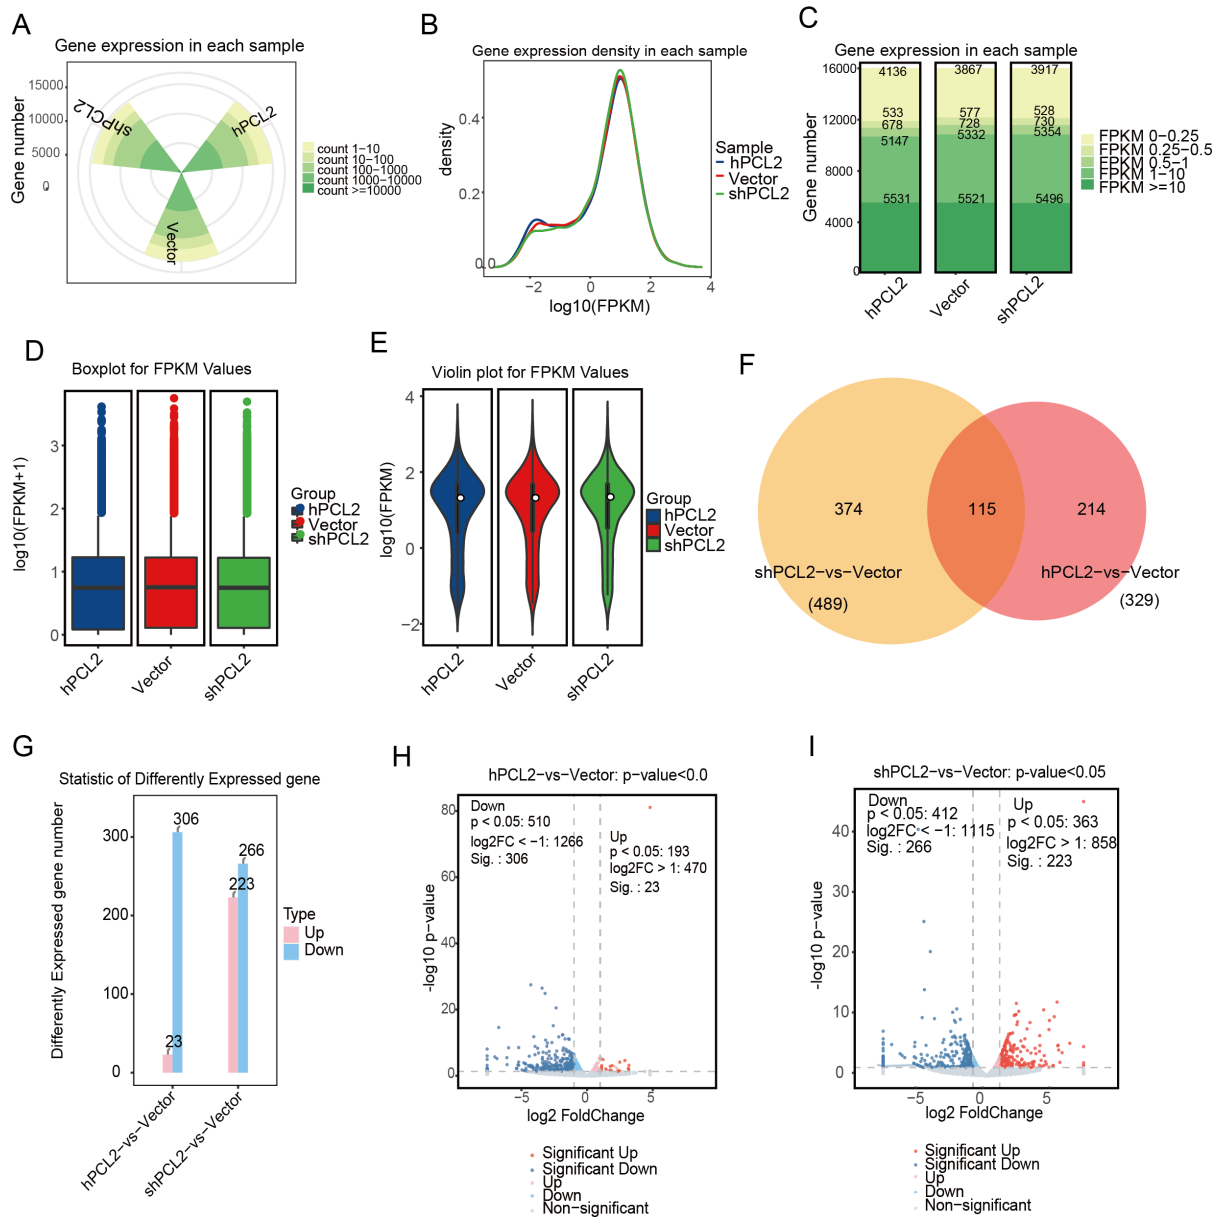 A
Gene expression in each sample
Gene number
15000
10000
5000
0
shPCL2
hPCL2
Vector
count 1−10
count 10−100
count 100−1000
count 1000−10000
count >=10000
B
Gene expression density in each sample
density
0.4
0.2
0.0
−2
0
2
4
log10(FPKM)
Sample
hPCL2
Vector
shPCL2
C
Gene expression in each sample
Gene number
16000
12000
8000
4000
0
4136
533
678
5147
5531
3867
577
728
5332
5521
3917
528
730
5354
5496
hPCL2
Vector
shPCL2
FPKM 0−0.25
FPKM 0.25−0.5
FPKM 0.5−1
FPKM 1−10
FPKM >=10
D
Boxplot for FPKM Values
log10(FPKM+1)
3
2
1
0
hPCL2
Vector
shPCL2
Group
hPCL2
Vector
shPCL2
E
Violin plot for FPKM Values
log10(FPKM)
4
2
0
−2
hPCL2
Vector
shPCL2
Group
hPCL2
Vector
shPCL2
F
374
115
214
shPCL2−vs−Vector
(489)
hPCL2−vs−Vector
(329)
G
Statistic of Differently Expressed gene
Differently Expressed gene number
300
200
100
0
306
23
266
223
hPCL2−vs−Vector
shPCL2−vs−Vector
Type
Up
Down
H
hPCL2−vs−Vector: p−value<0.0
-log10 p−value
80
60
40
20
0
Down
p < 0.05: 510
log2FC < −1: 1266
Sig. : 306
Up
p < 0.05: 193
log2FC > 1: 470
Sig. : 23
−5
0
5
log2 FoldChange
Significant Up
Significant Down
Up
Down
Non−significant
I
shPCL2−vs−Vector: p−value<0.05
-log10 p−value
40
30
20
10
0
Down
p < 0.05: 412
log2FC < −1: 1115
Sig. : 266
Up
p < 0.05: 363
log2FC > 1: 858
Sig. : 223
−5
0
5
log2 FoldChange
Significant Up
Significant Down
Up
Down
Non−significant